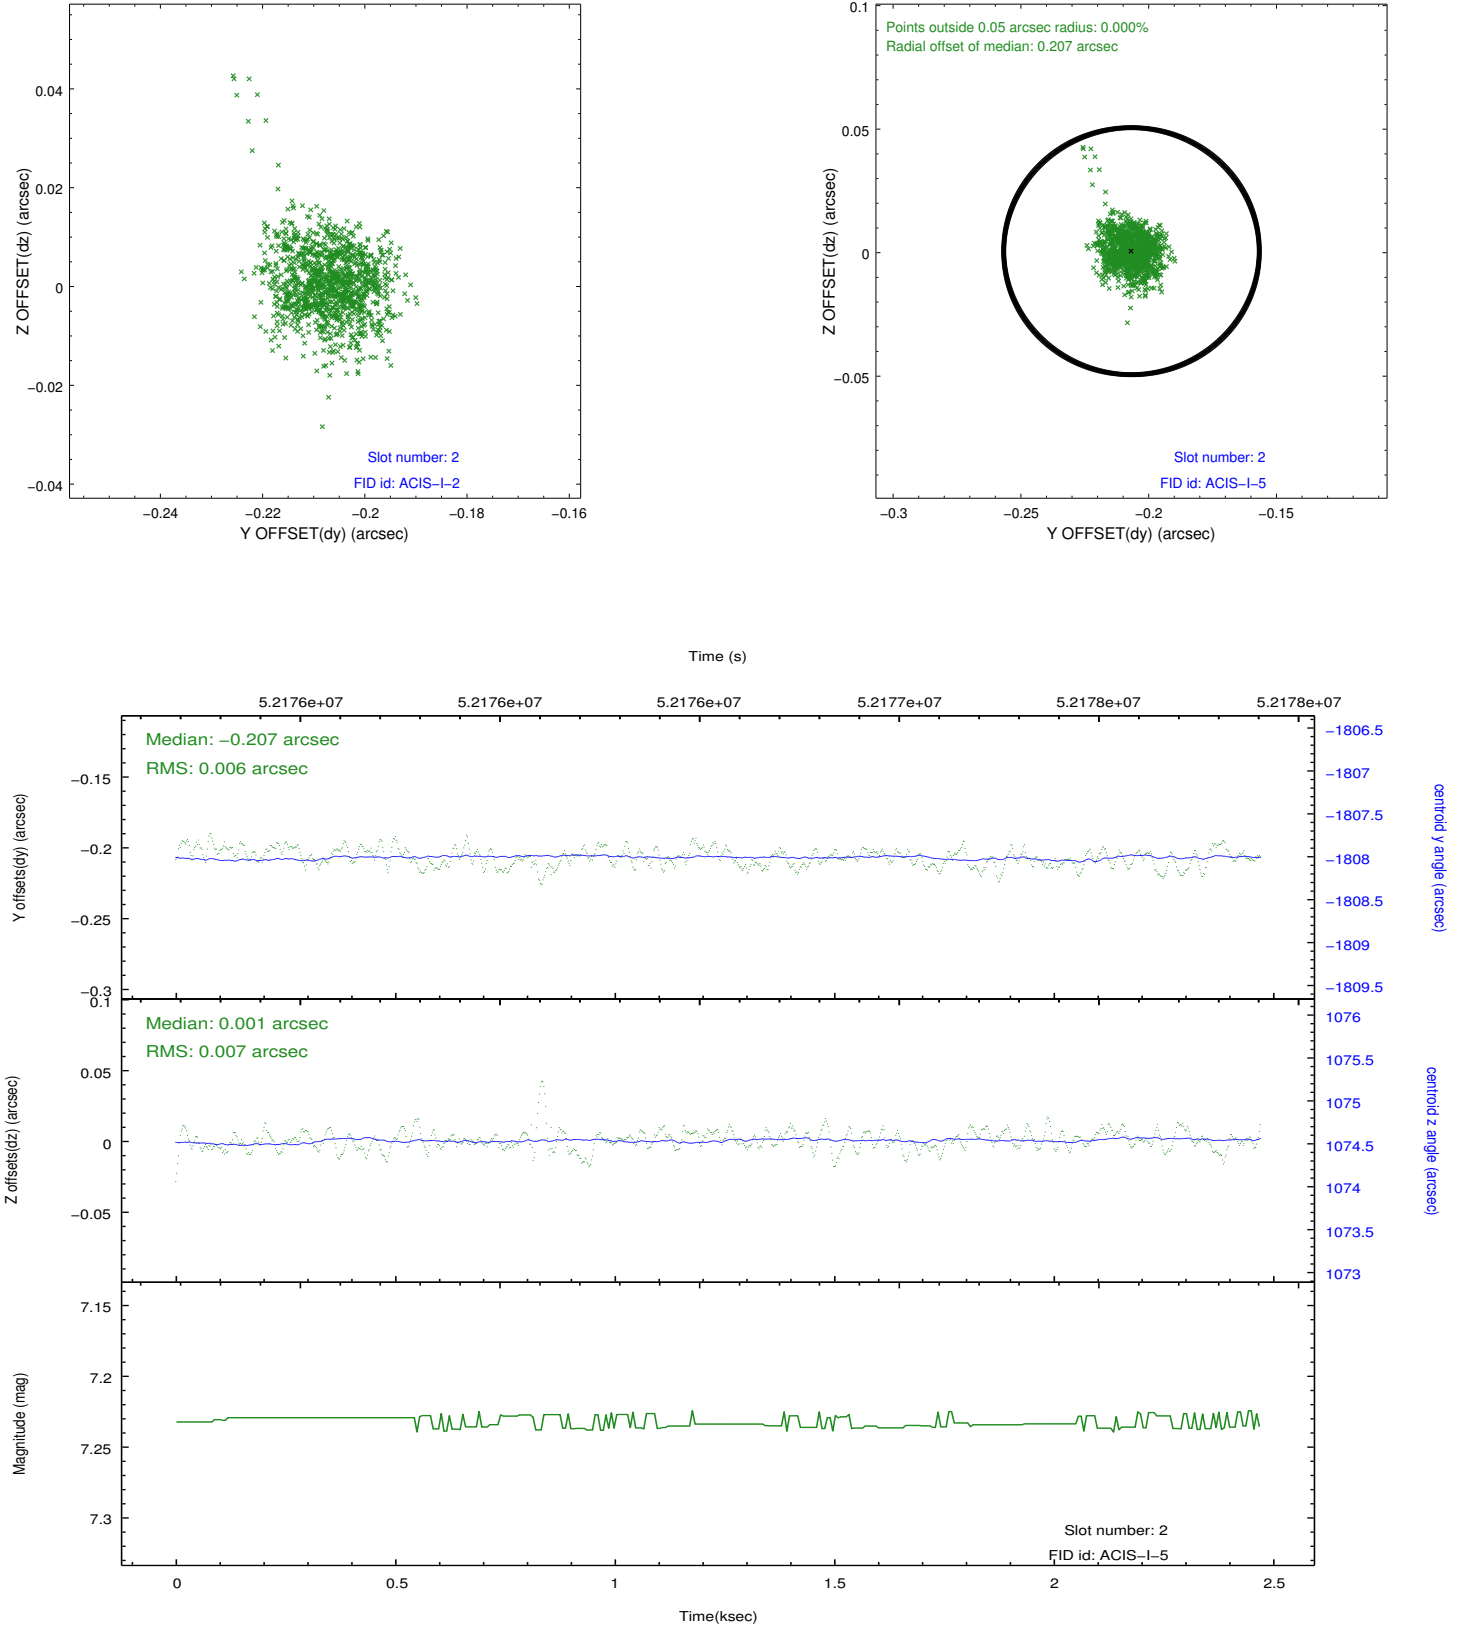 0.04
0.02
0
−0.02
−0.04
Z OFFSET(dz) (arcsec)
Slot number: 2
FID id: ACIS−I−2
−0.24
−0.22
−0.2
−0.18
−0.16
Y OFFSET(dy) (arcsec)
0.1
0.05
0
−0.05
Z OFFSET(dz) (arcsec)
Points outside 0.05 arcsec radius: 0.000%
Radial offset of median: 0.207 arcsec
Slot number: 2
FID id: ACIS−I−5
−0.3
−0.25
−0.2
−0.15
Y OFFSET(dy) (arcsec)
Time (s)
5.2176e+07
5.2176e+07
5.2176e+07
5.2177e+07
5.2178e+07
5.2178e+07
Median: −0.207 arcsec
RMS: 0.006 arcsec
−0.15
−0.2
−0.25
−0.3
Y offsets(dy) (arcsec)
−1806.5
−1807
−1807.5
−1808
−1808.5
−1809
−1809.5
centroid y angle (arcsec)
Median: 0.001 arcsec
RMS: 0.007 arcsec
0.1
0.05
0
−0.05
Z offsets(dz) (arcsec)
1076
1075.5
1075
1074.5
1074
1073.5
1073
centroid z angle (arcsec)
7.15
7.2
7.25
7.3
Magnitude (mag)
Slot number: 2
FID id: ACIS−I−5
0
0.5
1
1.5
2
2.5
Time(ksec)